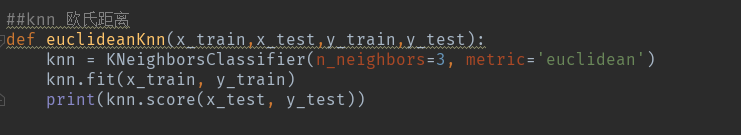 ##knn 欧氏距离
def euclideanKnn(x_train,x_test,y_train,y_test):
    knn = KNeighborsClassifier(n_neighbors=3, metric='euclidean')
    knn.fit(x_train, y_train)
    print(knn.score(x_test, y_test))